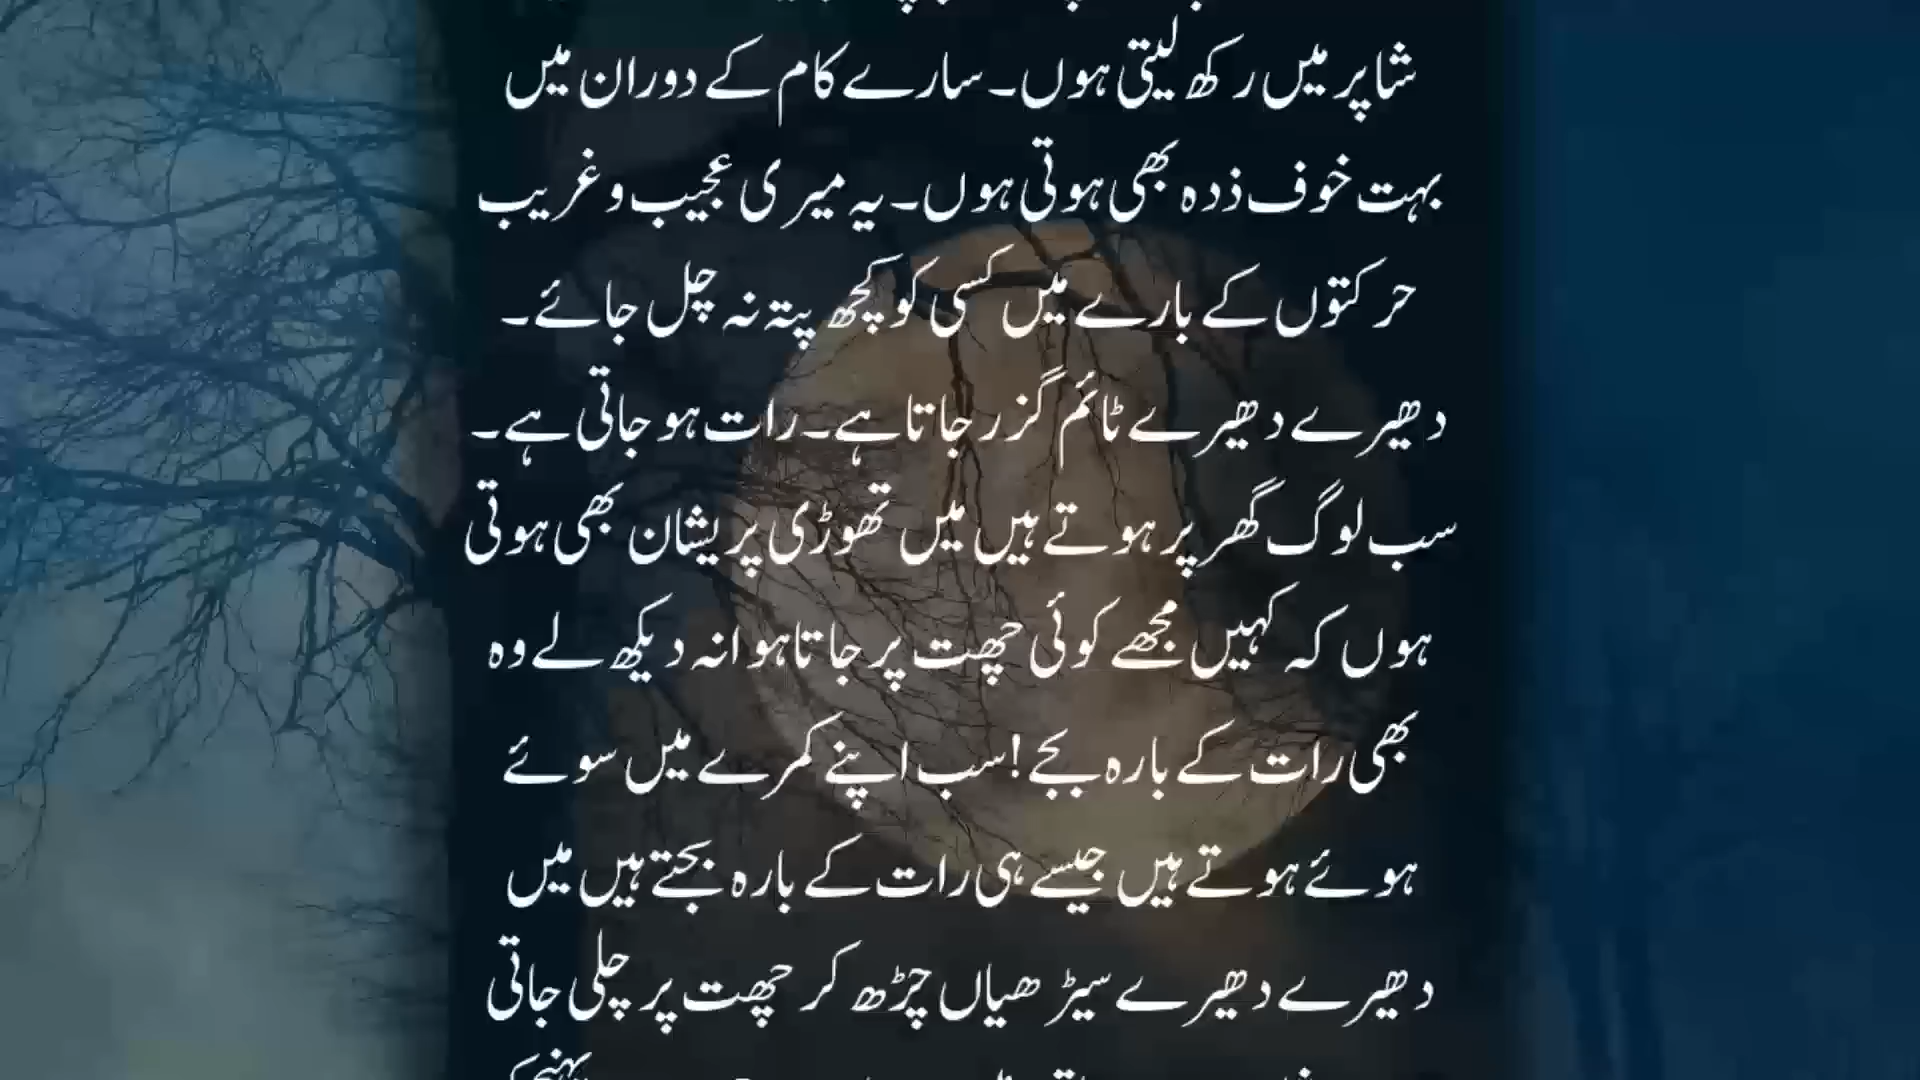 شاپر میں رکھ لیتی ہوں۔ سارے کام کے دوران میں
بہت خوف ذدہ بھی ہوتی ہوں۔ یہ میری عجیب و غریب
حرکتوں کے بارے میں کسی کو کچھ پتہ نہ چل جائے۔
دھیرے دھیرے ٹائم گزر جاتا ہے۔ رات ہو جاتی ہے۔
سب لوگ گھر پر ہوتے ہیں میں تھوڑی پریشان بھی ہوتی
ہوں کہ کہیں مجھے کوئی چھت پر جاتا ہوا نہ دیکھ لے وہ
بھی رات کے بارہ بجے! سب اپنے کمرے میں سوئے
ہوئے ہوتے ہیں جیسے ہی رات کے بارہ بجتے ہیں میں
دھیرے دھیرے سیڑھیاں چڑھ کر چھت پر چلی جاتی